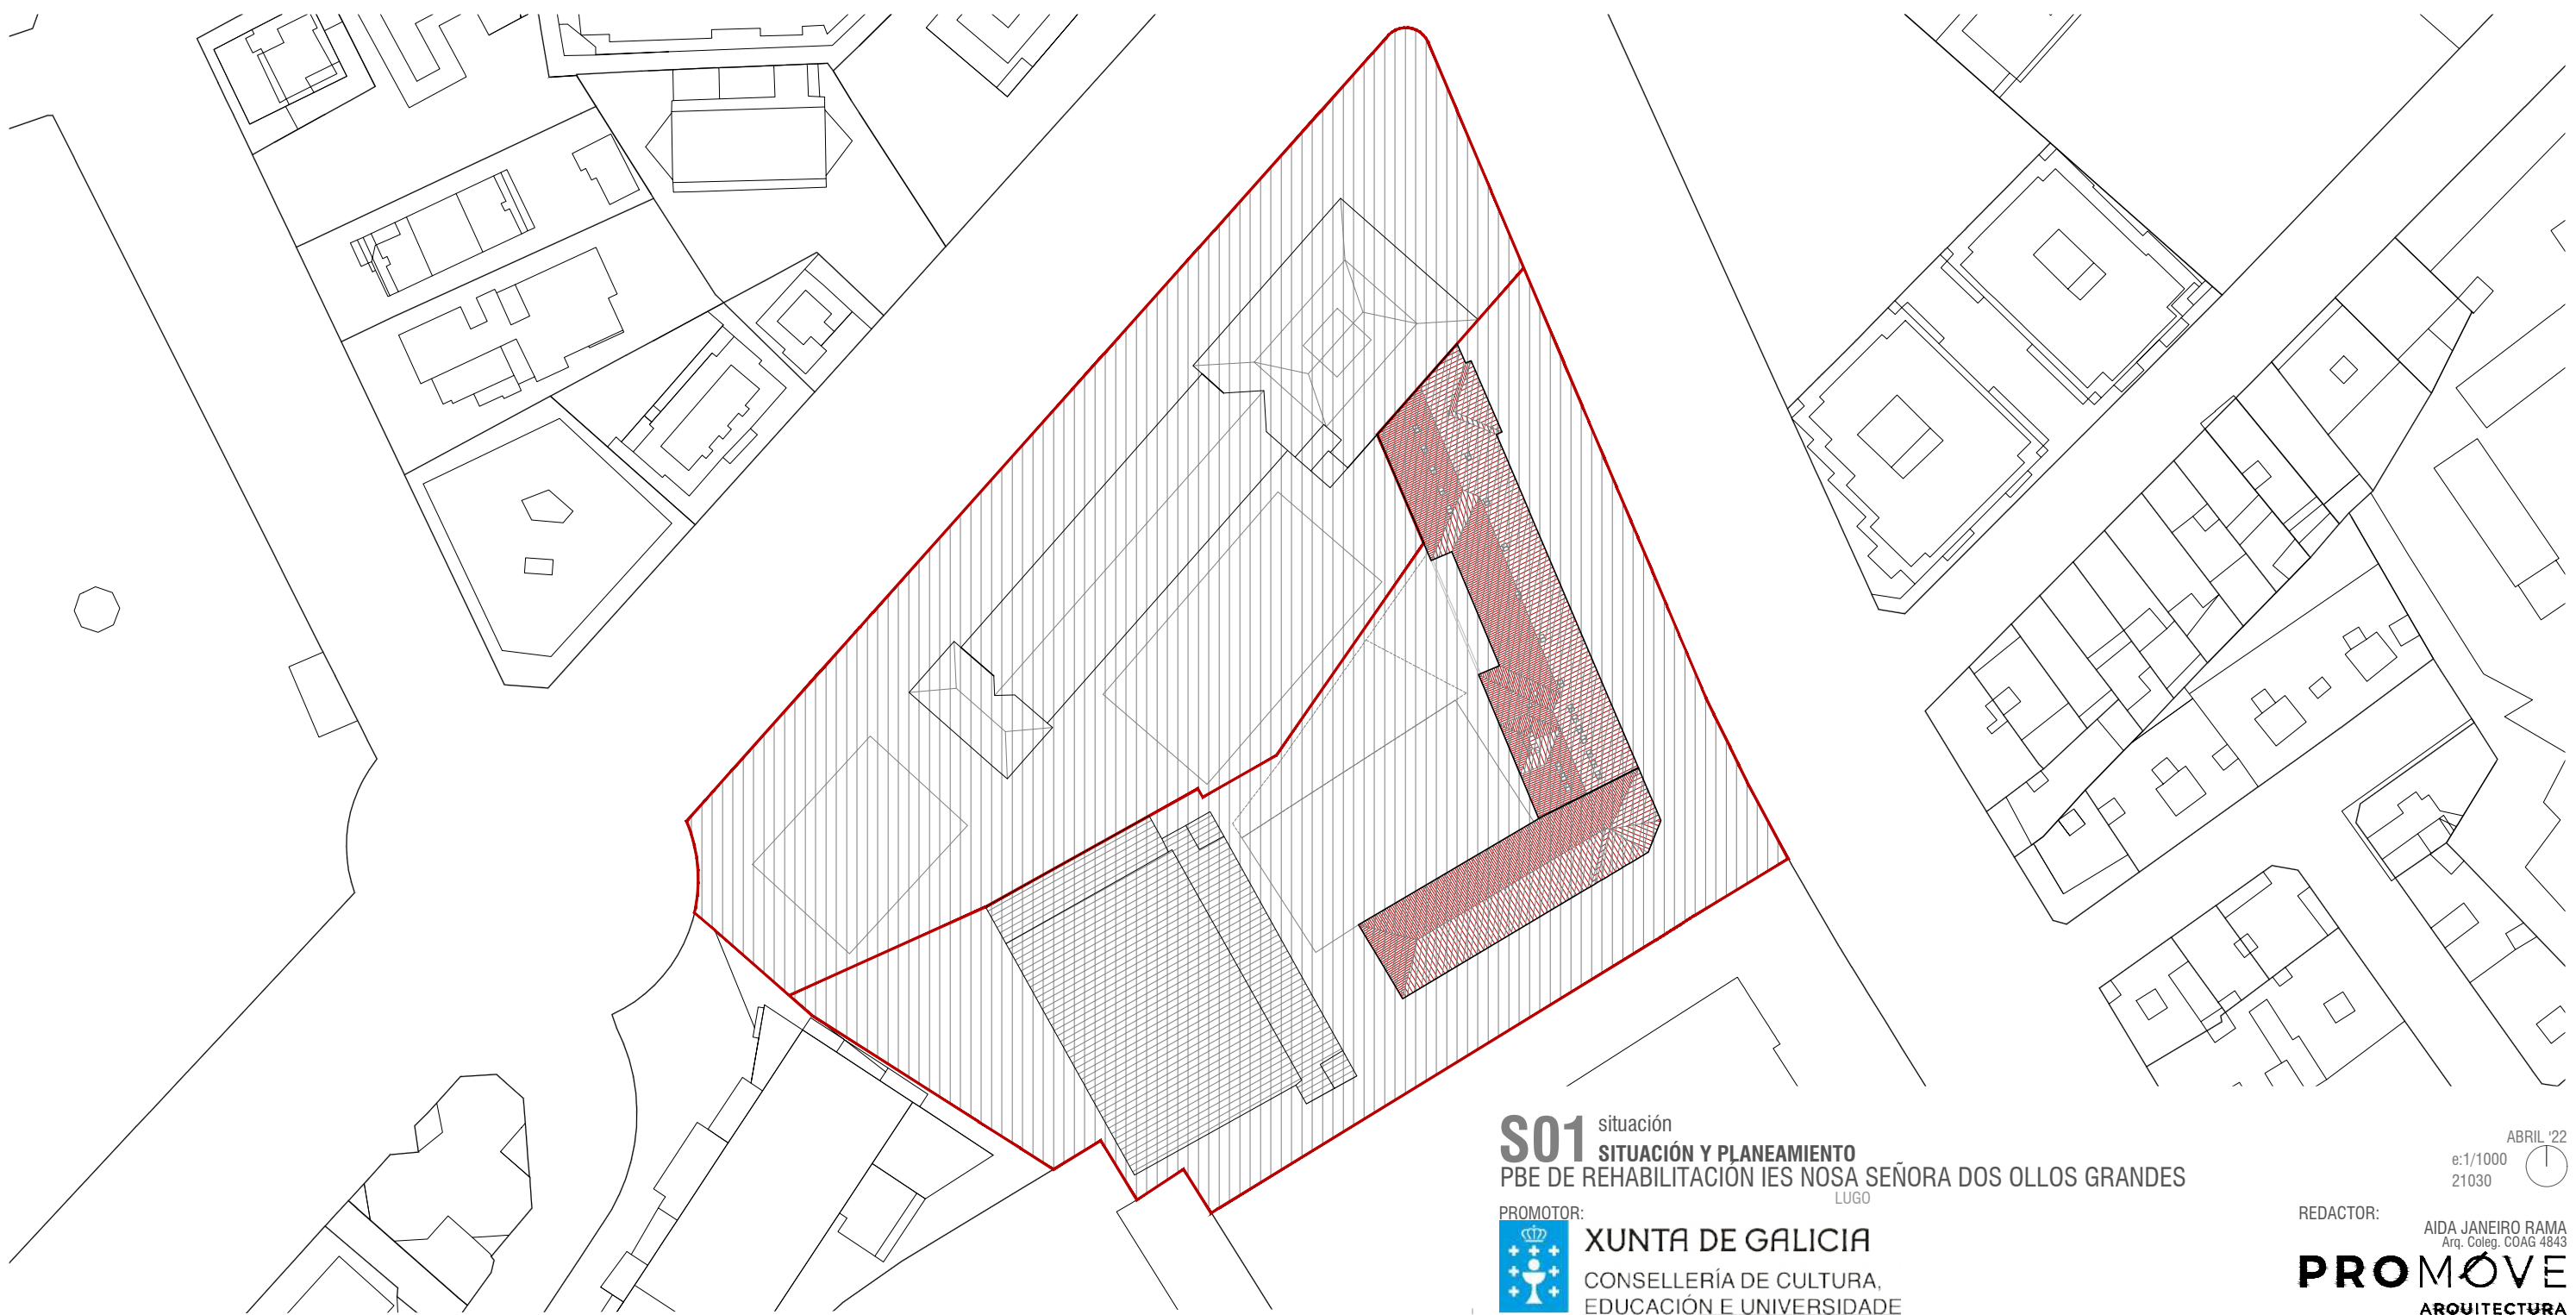 S01 situación
SITUACIÓN Y PLANEAMIENTO
PBE DE REHABILITACIÓN IES NOSA SEÑORA DOS OLLOS GRANDES
LUGO
ABRIL '22
e:1/1000
21030
PROMOTOR:
XUNTA DE GALICIA
CONSELLERÍA DE CULTURA,
EDUCACIÓN E UNIVERSIDADE
REDACTOR:
AIDA JANEIRO RAMA
Arq. Coleg. COAG 4843
PROMÓVE
ARQUITECTURA